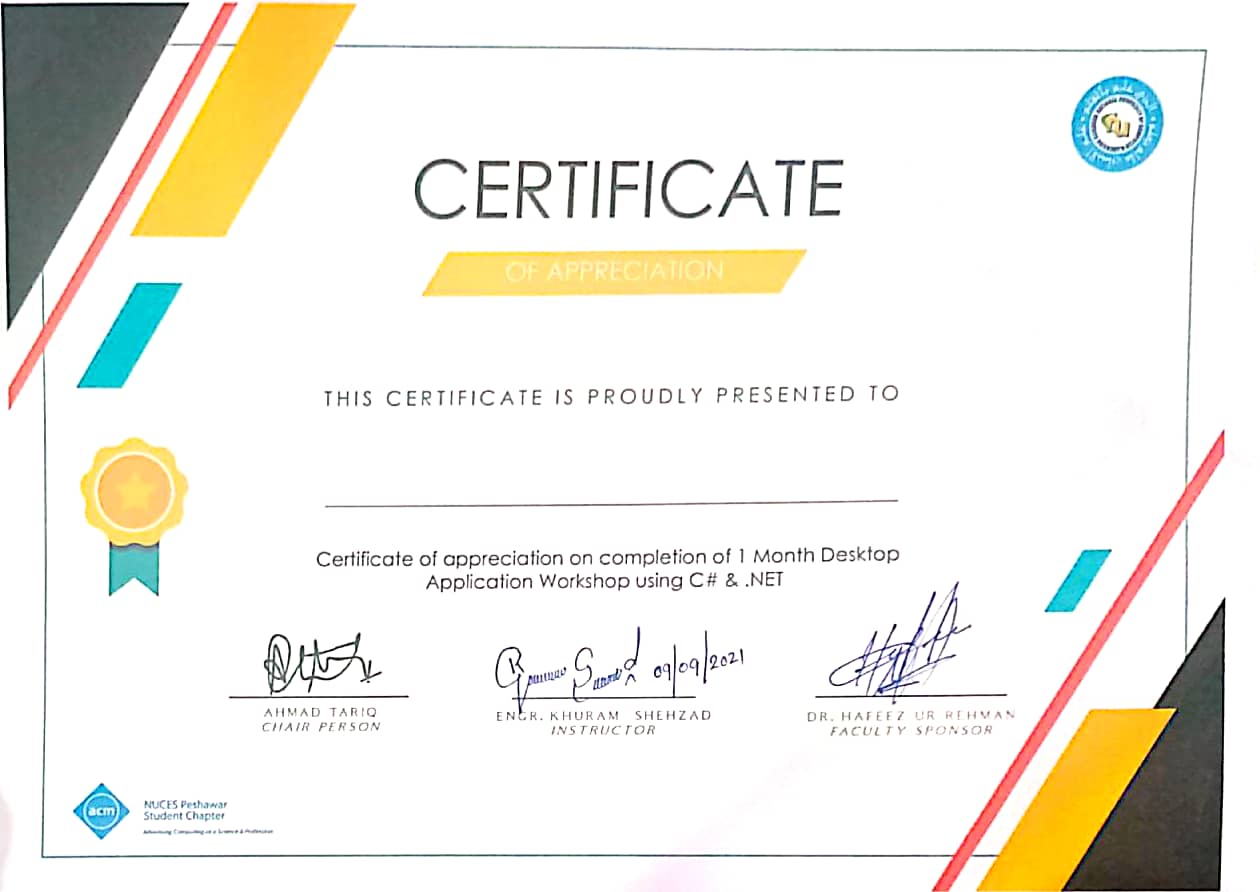 CERTIFICATE
OF APPRECIATION
THIS CERTIFICATE IS PROUDLY PRESENTED TO
Certificate of appreciation on completion of 1 Month Desktop
Application Workshop using C# & .NET
09/09/2021
AHMAD TARIQ
CHAIR PERSON
ENGR. KHURAM SHEHZAD
INSTRUCTOR
DR. HAFEEZ UR REHMAN
FACULTY SPONSOR
acm
NUCES Peshawar
Student Chapter
Advancing Computing as a Science & Profession